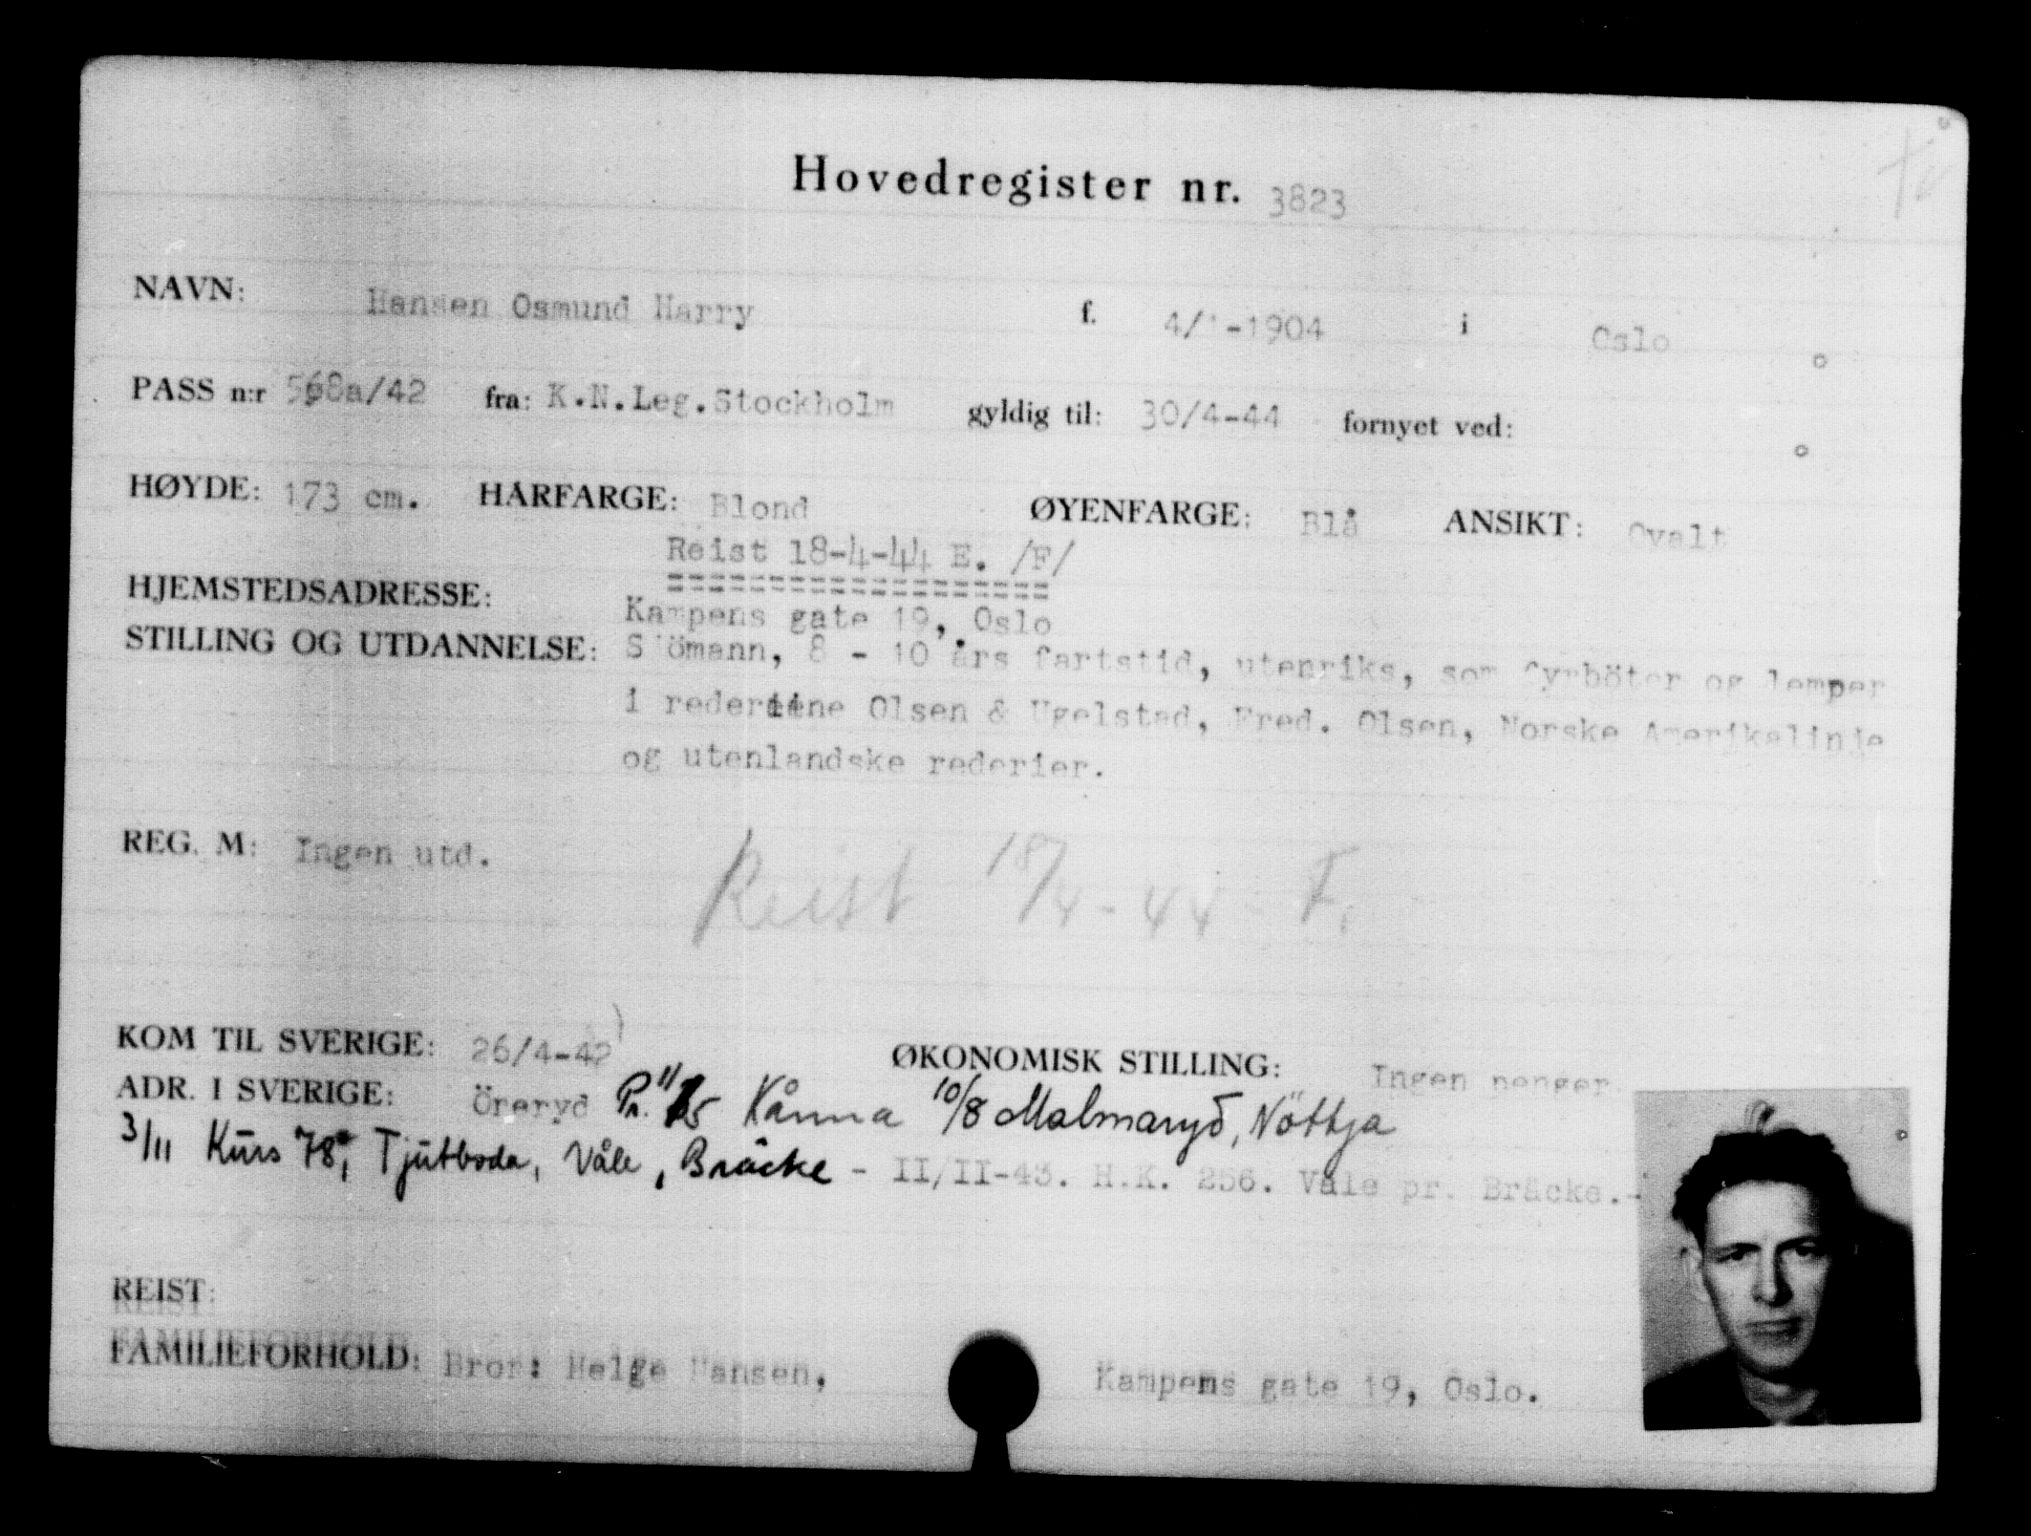 Hovedregister nr. 3823
NAVN: Hansen Osmund Harry f. 4/1-1904 i Oslo
PASS n:r 568a/42 fra: K.N.Leg.Stockholm gyldig til: 30/4-44 fornyet ved:
HØYDE: 173 cm. HÅRFARGE: Blond ØYENFARGE: Blå ANSIKT: Ovalt
Reist 18-4-44 E. /F/
HJEMSTEDSADRESSE: Kampens gate 19, Oslo
STILLING OG UTDANNELSE: Sjömann, 8 - 10 års fartstid, utenriks, som fyrböter og lemper
i rederiene Olsen & Ugelstad, Fred. Olsen, Norske Amerikalinje
og utenlandske rederier.
REG. M: Ingen utd.
Reist 18/4-44 - F.
KOM TIL SVERIGE: 26/4-42 ØKONOMISK STILLING: Ingen penger.
ADR. I SVERIGE: Öreryd Pr. 11/5 Kånna 10/8 Malmaryd, Nöttja
3/11 Kurs 78, Tjutboda, Våle, Bräcke - II/II-43. H.K. 256. Våle pr. Bräcke.-
REIST:
FAMILIEFORHOLD: Bror: Helge Hansen, Kampens gate 19, Oslo.